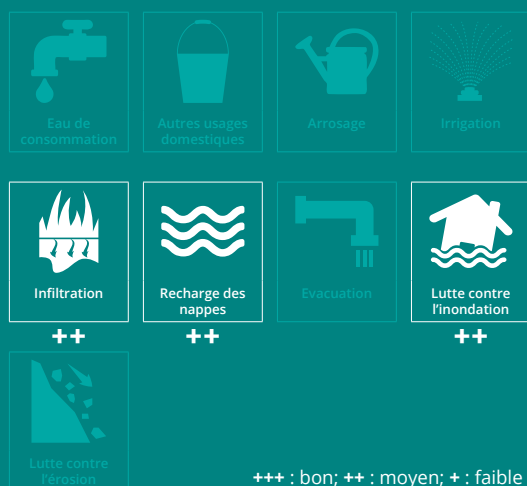 Eau de
consommation
Autres usages
domestiques
Arrosage
Irrigation
Infiltration
Recharge des
nappes
Evacuation
Lutte contre
l'inondation
++
++
++
Lutte contre
l'érosion
+++ : bon; ++ : moyen; + : faible